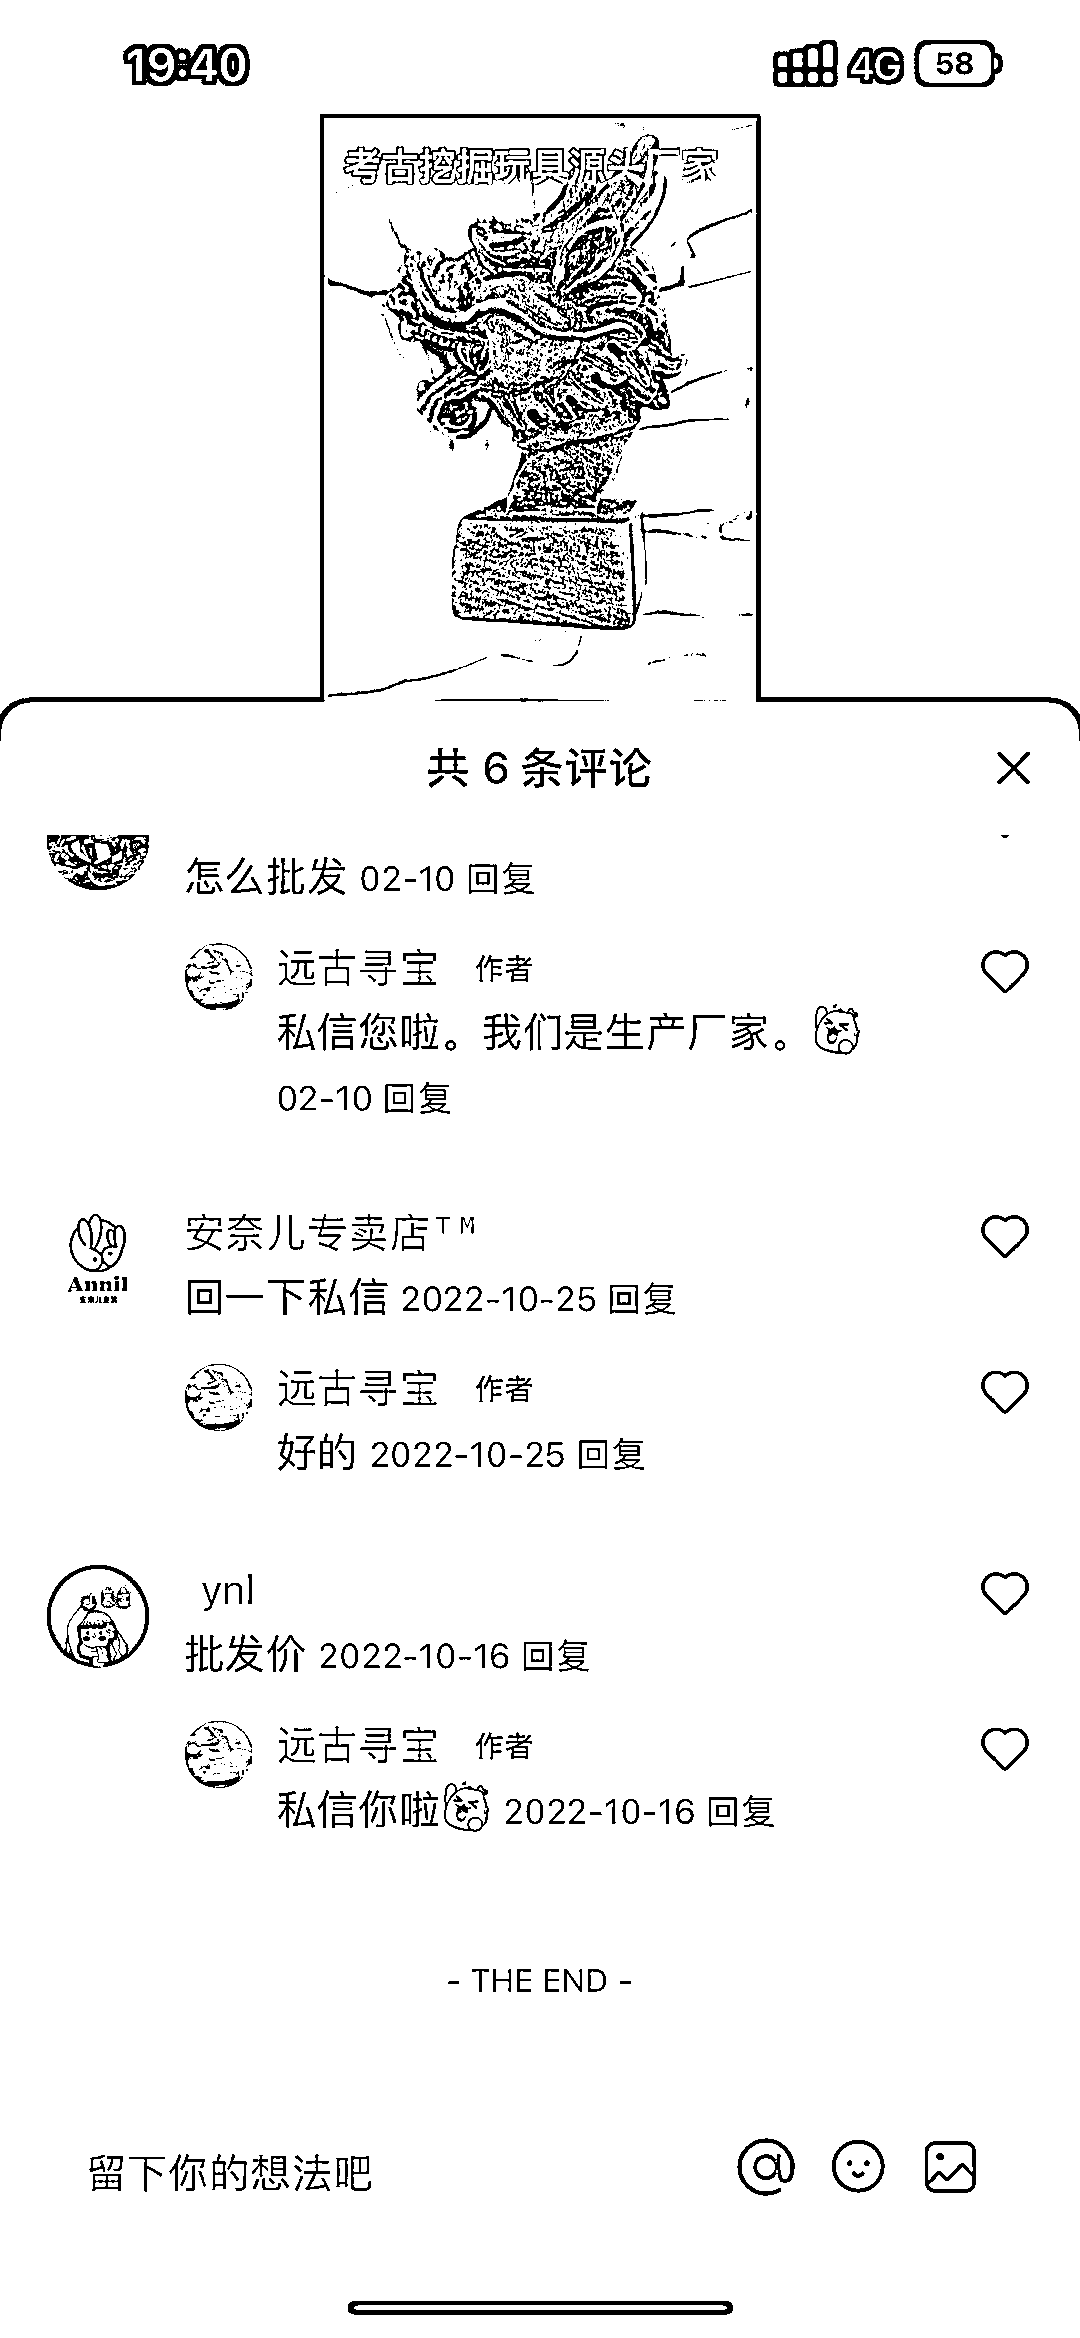 19:40 4G 58
考古挖掘玩具源头厂家
共 6 条评论
怎么批发 02-10 回复
远古寻宝 作者
私信您啦。我们是生产厂家。
02-10 回复
安奈儿专卖店TM
Annil
回一下私信 2022-10-25 回复
远古寻宝 作者
好的 2022-10-25 回复
ynl
批发价 2022-10-16 回复
远古寻宝 作者
私信你啦 2022-10-16 回复
- THE END -
留下你的想法吧